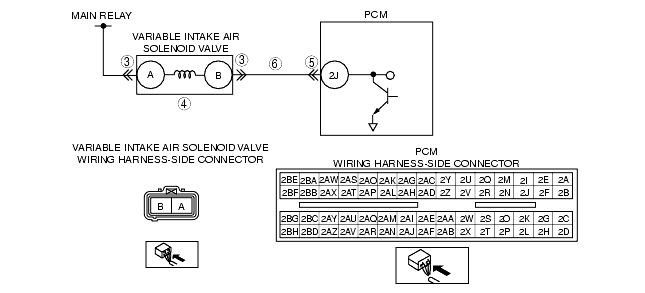 MAIN RELAY
PCM
VARIABLE INTAKE AIR
SOLENOID VALVE
3 A B 3 6 5 2J
4
VARIABLE INTAKE AIR SOLENOID VALVE
WIRING HARNESS-SIDE CONNECTOR
B A
PCM
WIRING HARNESS-SIDE CONNECTOR
2BE 2BA 2AW 2AS 2AO 2AK 2AG 2AC 2Y 2U 2Q 2M 2I 2E 2A
2BF 2BB 2AX 2AT 2AP 2AL 2AH 2AD 2Z 2V 2R 2N 2J 2F 2B
2BG 2BC 2AY 2AU 2AQ 2AM 2AI 2AE 2AA 2W 2S 2O 2K 2G 2C
2BH 2BD 2AZ 2AV 2AR 2AN 2AJ 2AF 2AB 2X 2T 2P 2L 2H 2D